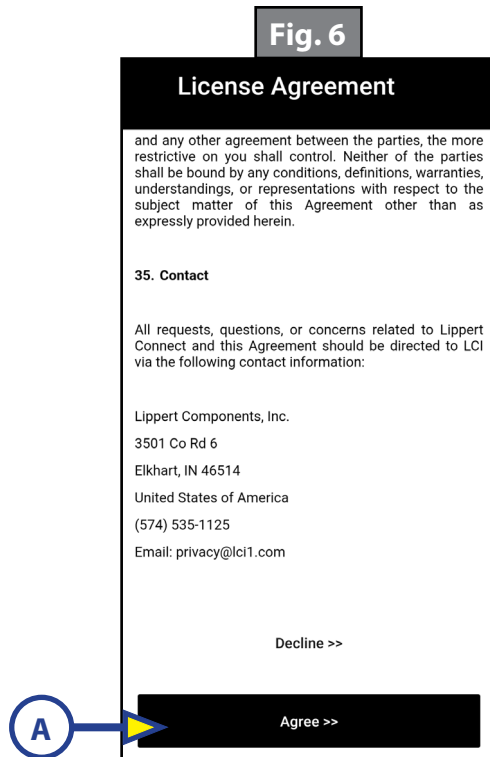 Fig. 6
License Agreement
and any other agreement between the parties, the more
restrictive on you shall control. Neither of the parties
shall be bound by any conditions, definitions, warranties,
understandings, or representations with respect to the
subject matter of this Agreement other than as
expressly provided herein.
35. Contact
All requests, questions, or concerns related to Lippert
Connect and this Agreement should be directed to LCI
via the following contact information:
Lippert Components, Inc.
3501 Co Rd 6
Elkhart, IN 46514
United States of America
(574) 535-1125
Email: privacy@lci1.com
Decline >>
A
Agree >>